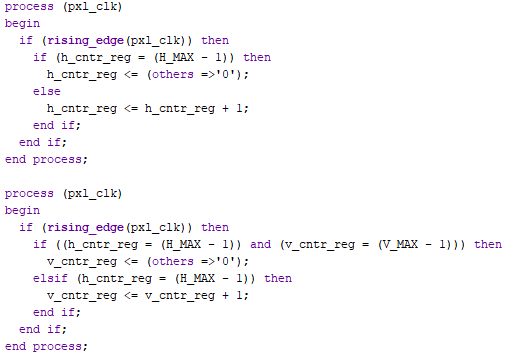 process (pxl_clk)
begin
  if (rising_edge(pxl_clk)) then
    if (h_cntr_reg = (H_MAX - 1)) then
      h_cntr_reg <= (others =>'0');
    else
      h_cntr_reg <= h_cntr_reg + 1;
    end if;
  end if;
end process;

process (pxl_clk)
begin
  if (rising_edge(pxl_clk)) then
    if ((h_cntr_reg = (H_MAX - 1)) and (v_cntr_reg = (V_MAX - 1))) then
      v_cntr_reg <= (others =>'0');
    elsif (h_cntr_reg = (H_MAX - 1)) then
      v_cntr_reg <= v_cntr_reg + 1;
    end if;
  end if;
end process;